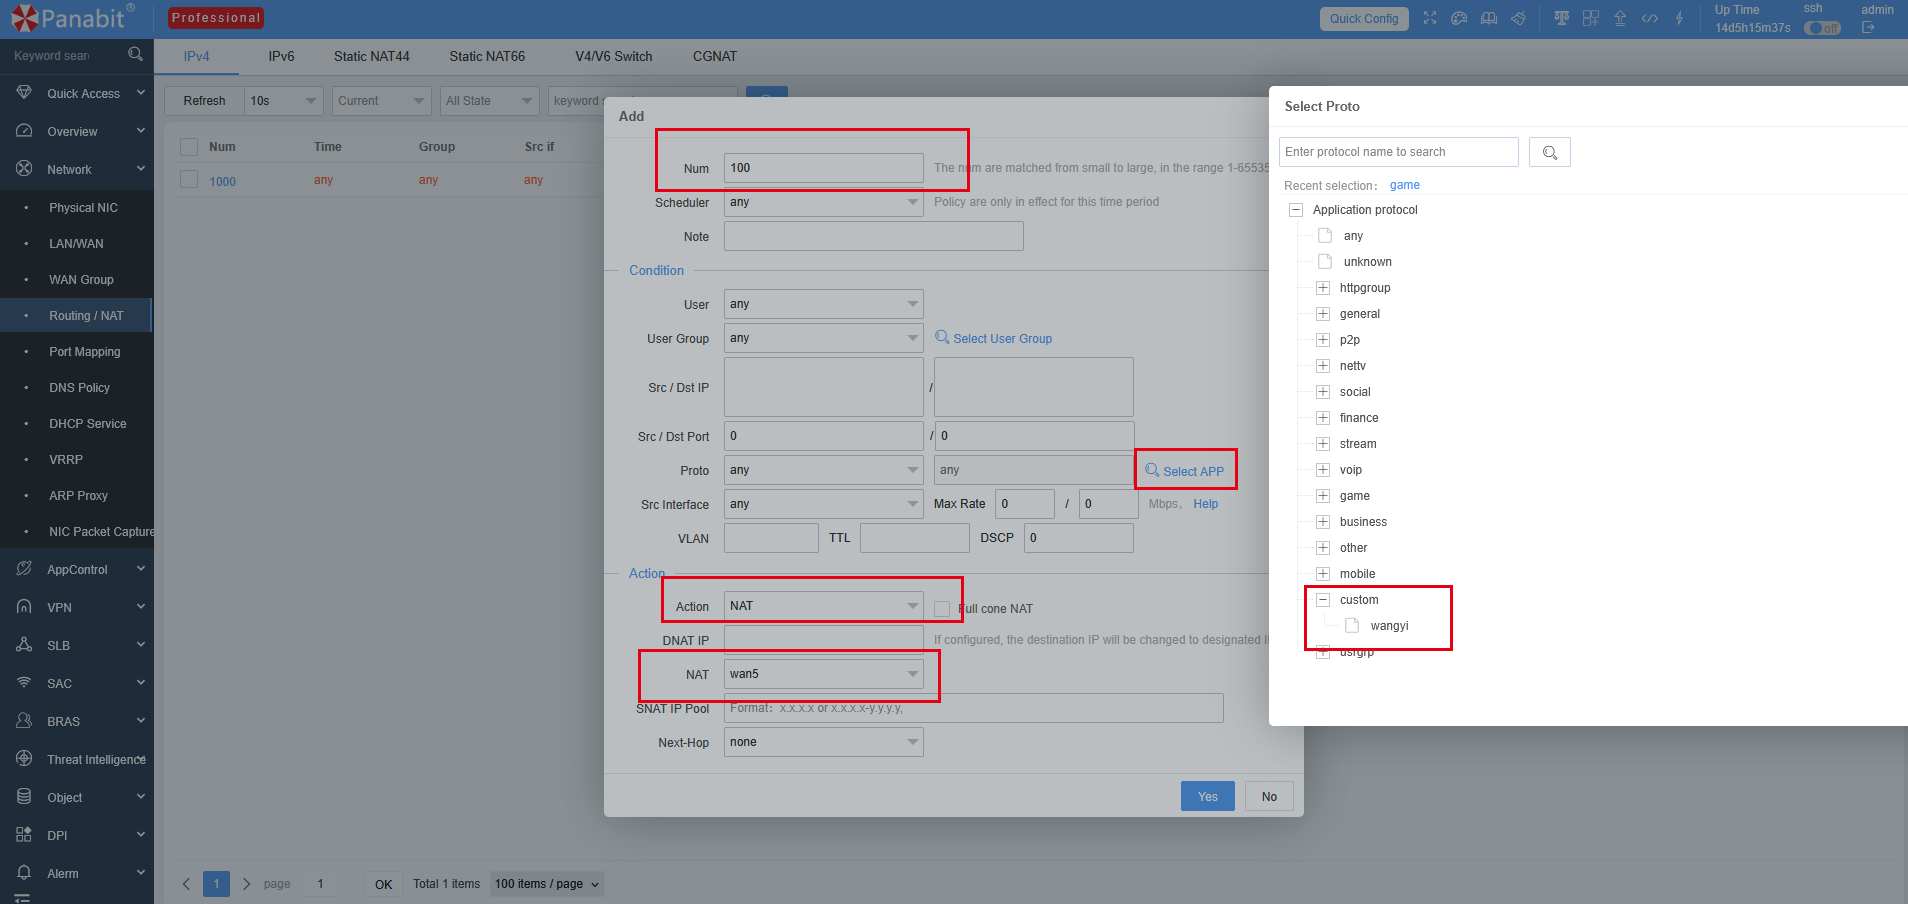 Panabit®
Professional
Quick Config
Up Time
14d5h15m37s
ssh
off
admin
Keyword sear
IPv4
IPv6
Static NAT44
Static NAT66
V4/V6 Switch
CGNAT
Quick Access
Overview
Network
Physical NIC
LAN/WAN
WAN Group
Routing / NAT
Port Mapping
DNS Policy
DHCP Service
VRRP
ARP Proxy
NIC Packet Capture
AppControl
VPN
SLB
SAC
BRAS
Threat Intelligence
Object
DPI
Alerm
Refresh
10s
Current
All State
keyword s
Num
Time
Group
Src if
1000
any
any
any
Add
Num
100
The num are matched from small to large, in the range 1-65535
Scheduler
any
Policy are only in effect for this time period
Note
Condition
User
any
User Group
any
Select User Group
Src / Dst IP
/
Src / Dst Port
0
/
0
Proto
any
any
Select APP
Src Interface
any
Max Rate
0
/
0
Mbps,
Help
VLAN
TTL
DSCP
0
Action
Action
NAT
Full cone NAT
DNAT IP
If configured, the destination IP will be changed to designated I
NAT
wan5
SNAT IP Pool
Format: x.x.x.x or x.x.x.x-y.y.y.y,
Next-Hop
none
Yes
No
1
page
1
OK
Total 1 items
100 items / page
Select Proto
Enter protocol name to search
Recent selection:
game
Application protocol
any
unknown
httpgroup
general
p2p
nettv
social
finance
stream
voip
game
business
other
mobile
custom
wangyi
usrgrp